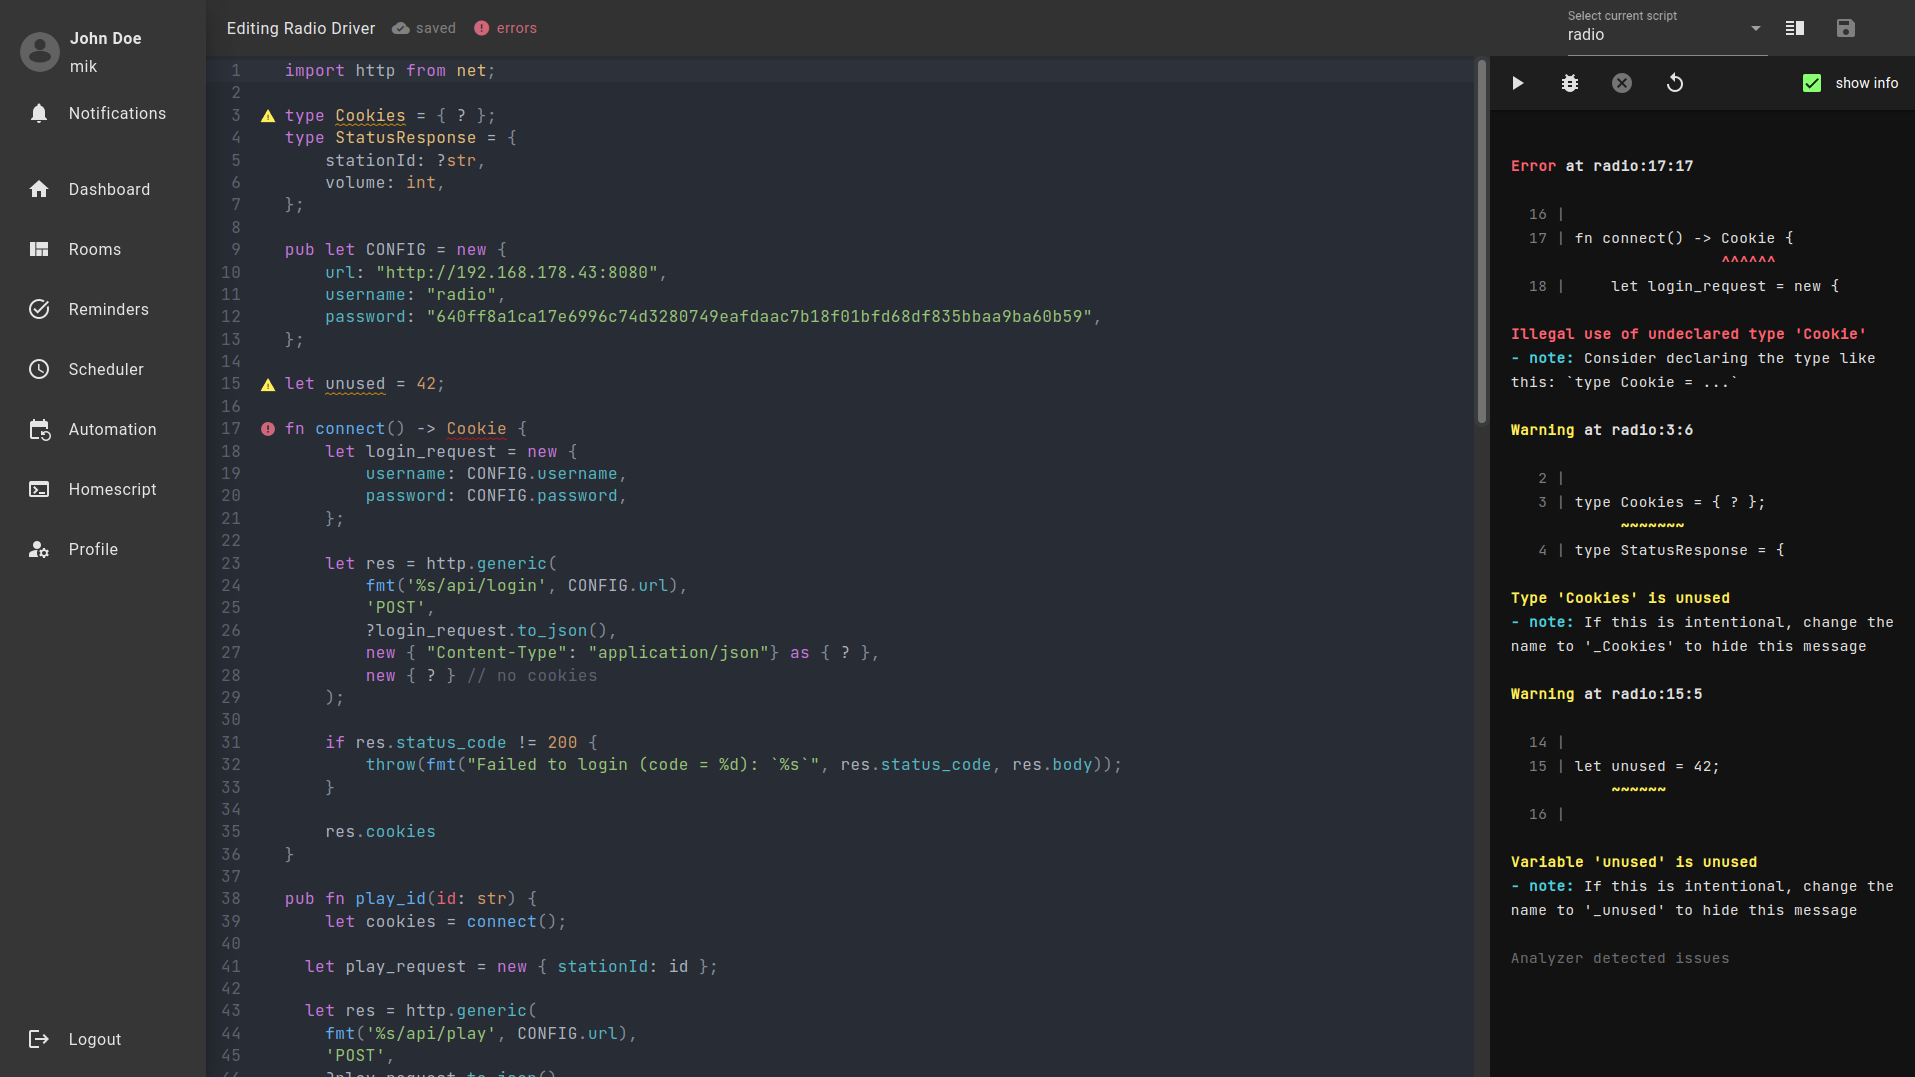 John Doe
mik
Notifications
Dashboard
Rooms
Reminders
Scheduler
Automation
Homescript
Profile
Logout
Editing Radio Driver saved errors
Select current script
radio
1 import http from net;
2
3 type Cookies = { ? };
4 type StatusResponse = {
5 stationId: ?str,
6 volume: int,
7 };
8
9 pub let CONFIG = new {
10 url: "http://192.168.178.43:8080",
11 username: "radio",
12 password: "640ff8a1ca17e6996c74d3280749eafdaac7b18f01bfd68df835bbaa9ba60b59",
13 };
14
15 let unused = 42;
16
17 fn connect() -> Cookie {
18 let login_request = new {
19 username: CONFIG.username,
20 password: CONFIG.password,
21 };
22
23 let res = http.generic(
24 fmt('%s/api/login', CONFIG.url),
25 'POST',
26 ?login_request.to_json(),
27 new { "Content-Type": "application/json"} as { ? },
28 new { ? } // no cookies
29 );
30
31 if res.status_code != 200 {
32 throw(fmt("Failed to login (code = %d): `%s`", res.status_code, res.body));
33 }
34
35 res.cookies
36 }
37
38 pub fn play_id(id: str) {
39 let cookies = connect();
40
41 let play_request = new { stationId: id };
42
43 let res = http.generic(
44 fmt('%s/api/play', CONFIG.url),
45 'POST',
show info
Error at radio:17:17
16 |
17 | fn connect() -> Cookie {
^^^^^^
18 | let login_request = new {
Illegal use of undeclared type 'Cookie'
- note: Consider declaring the type like
this: `type Cookie = ...`
Warning at radio:3:6
2 |
3 | type Cookies = { ? };
~~~~~~~
4 | type StatusResponse = {
Type 'Cookies' is unused
- note: If this is intentional, change the
name to '_Cookies' to hide this message
Warning at radio:15:5
14 |
15 | let unused = 42;
~~~~~~
16 |
Variable 'unused' is unused
- note: If this is intentional, change the
name to '_unused' to hide this message
Analyzer detected issues